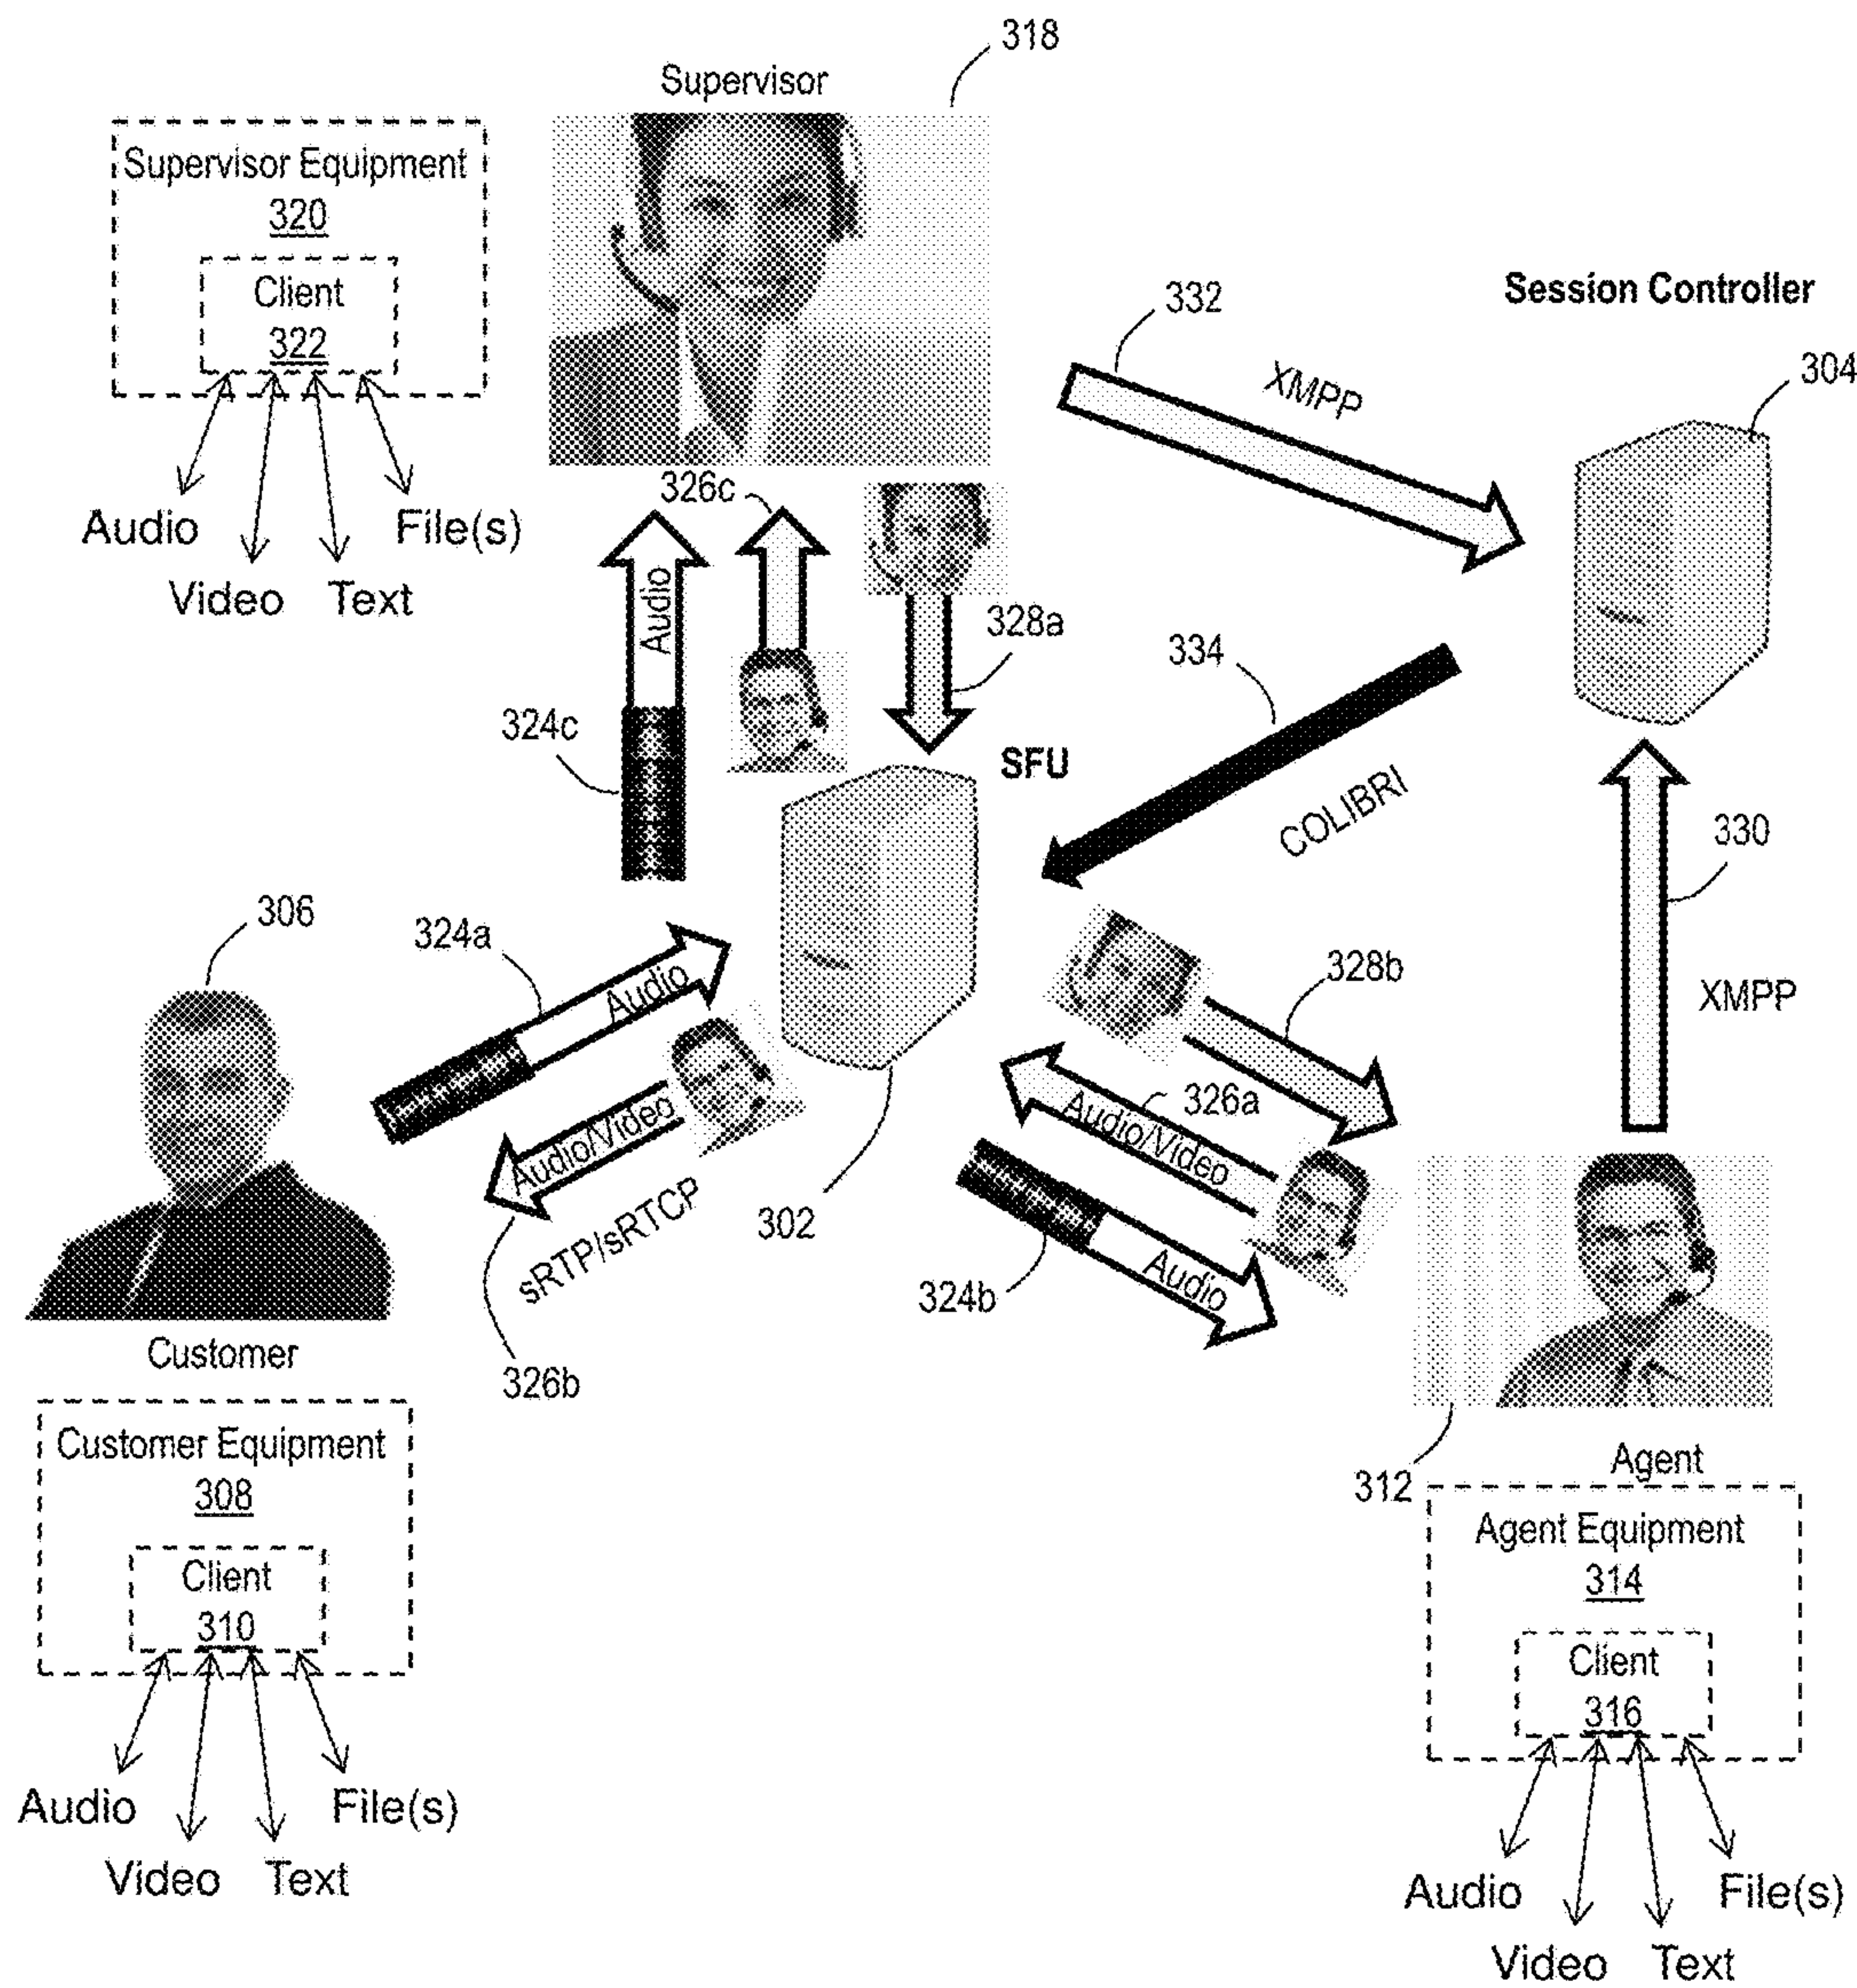 318
Supervisor
Supervisor Equipment
320
Client
322
Audio
Video
Text
File(s)
332
XMPP
Session Controller
304
326c
Audio
328a
324c
SFU
334
COLIBRI
330
XMPP
306
324a
Audio
Audio/Video
sRTP/sRTCP
326b
302
328b
326a
Audio/Video
324b
Audio
Customer
Customer Equipment
308
Client
310
Audio
Video
Text
File(s)
312
Agent
Agent Equipment
314
Client
316
Audio
Video
Text
File(s)